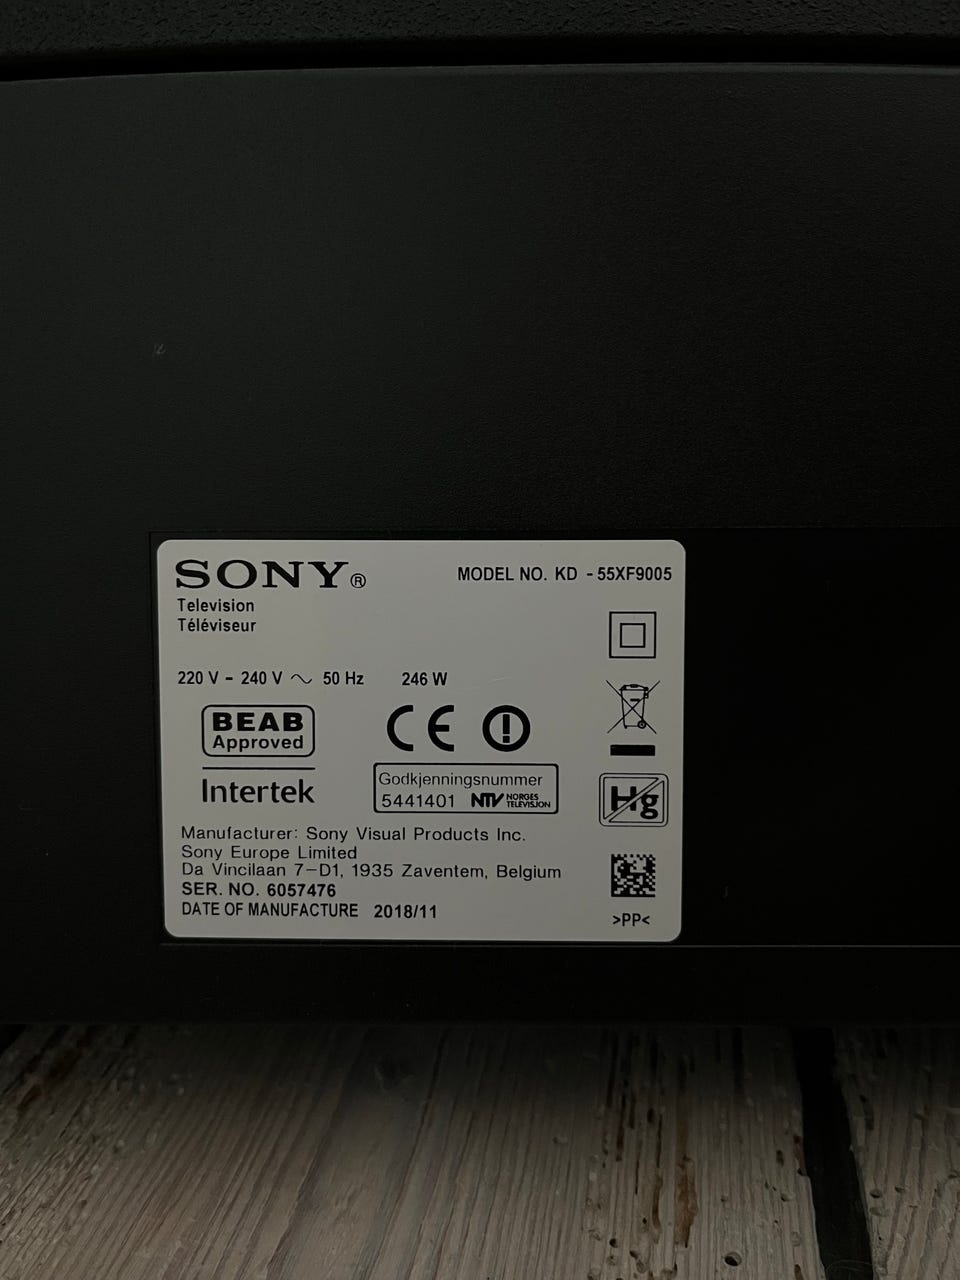 SONY®
MODEL NO. KD - 55XF9005
Television
Téléviseur
220 V - 240 V ~ 50 Hz 246 W
BEAB
Approved
Intertek
CE
Godkjenningsnummer
5441401 NTV NORGES
TELEVISJON
Hg
Manufacturer: Sony Visual Products Inc.
Sony Europe Limited
Da Vincilaan 7-D1, 1935 Zaventem, Belgium
SER. NO. 6057476
DATE OF MANUFACTURE 2018/11
>PP<